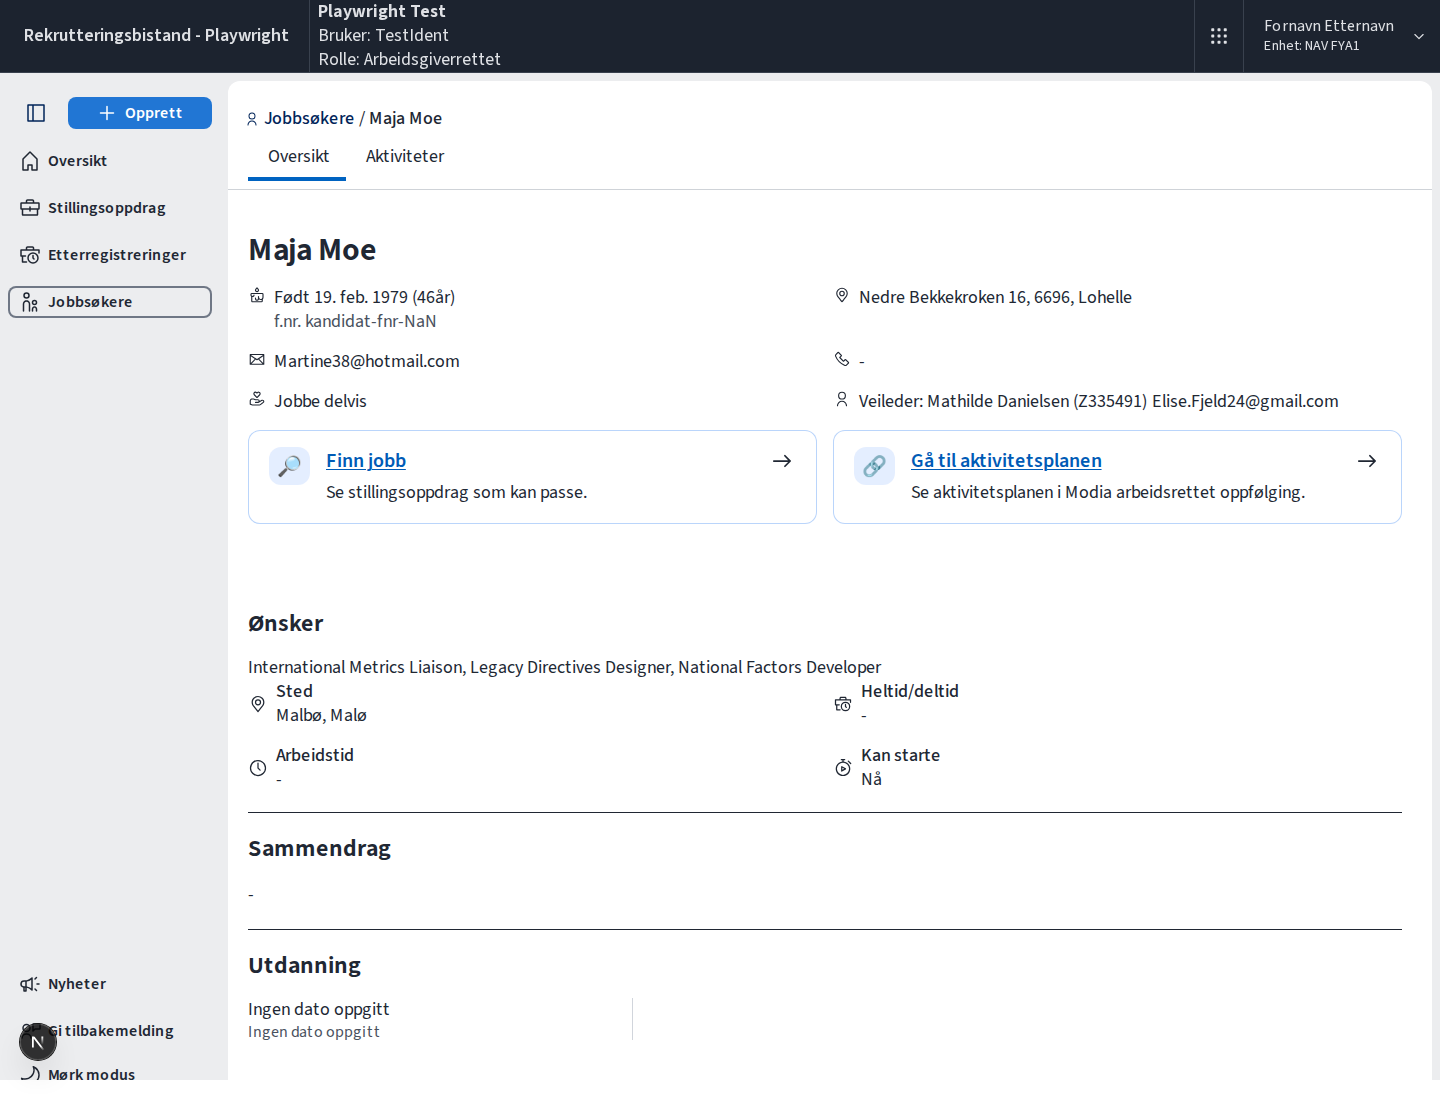 Rekrutteringsbistand - Playwright
Playwright Test
Bruker: TestIdent
Rolle: Arbeidsgiverrettet
Fornavn Etternavn
Enhet: NAV FYA1
Opprett
Oversikt
Stillingsoppdrag
Etterregistreringer
Jobbsøkere
Nyheter
Gi tilbakemelding
N
Mørk modus
Jobbsøkere / Maja Moe
Oversikt
Aktiviteter
Maja Moe
Født 19. feb. 1979 (46år)
f.nr. kandidat-fnr-NaN
Nedre Bekkekroken 16, 6696, Lohelle
Martine38@hotmail.com
-
Jobbe delvis
Veileder: Mathilde Danielsen (Z335491) Elise.Fjeld24@gmail.com
Finn jobb
Se stillingsoppdrag som kan passe.
Gå til aktivitetsplanen
Se aktivitetsplanen i Modia arbeidsrettet oppfølging.
Ønsker
International Metrics Liaison, Legacy Directives Designer, National Factors Developer
Sted
Malbø, Malø
Heltid/deltid
-
Arbeidstid
-
Kan starte
Nå
Sammendrag
-
Utdanning
Ingen dato oppgitt
Ingen dato oppgitt